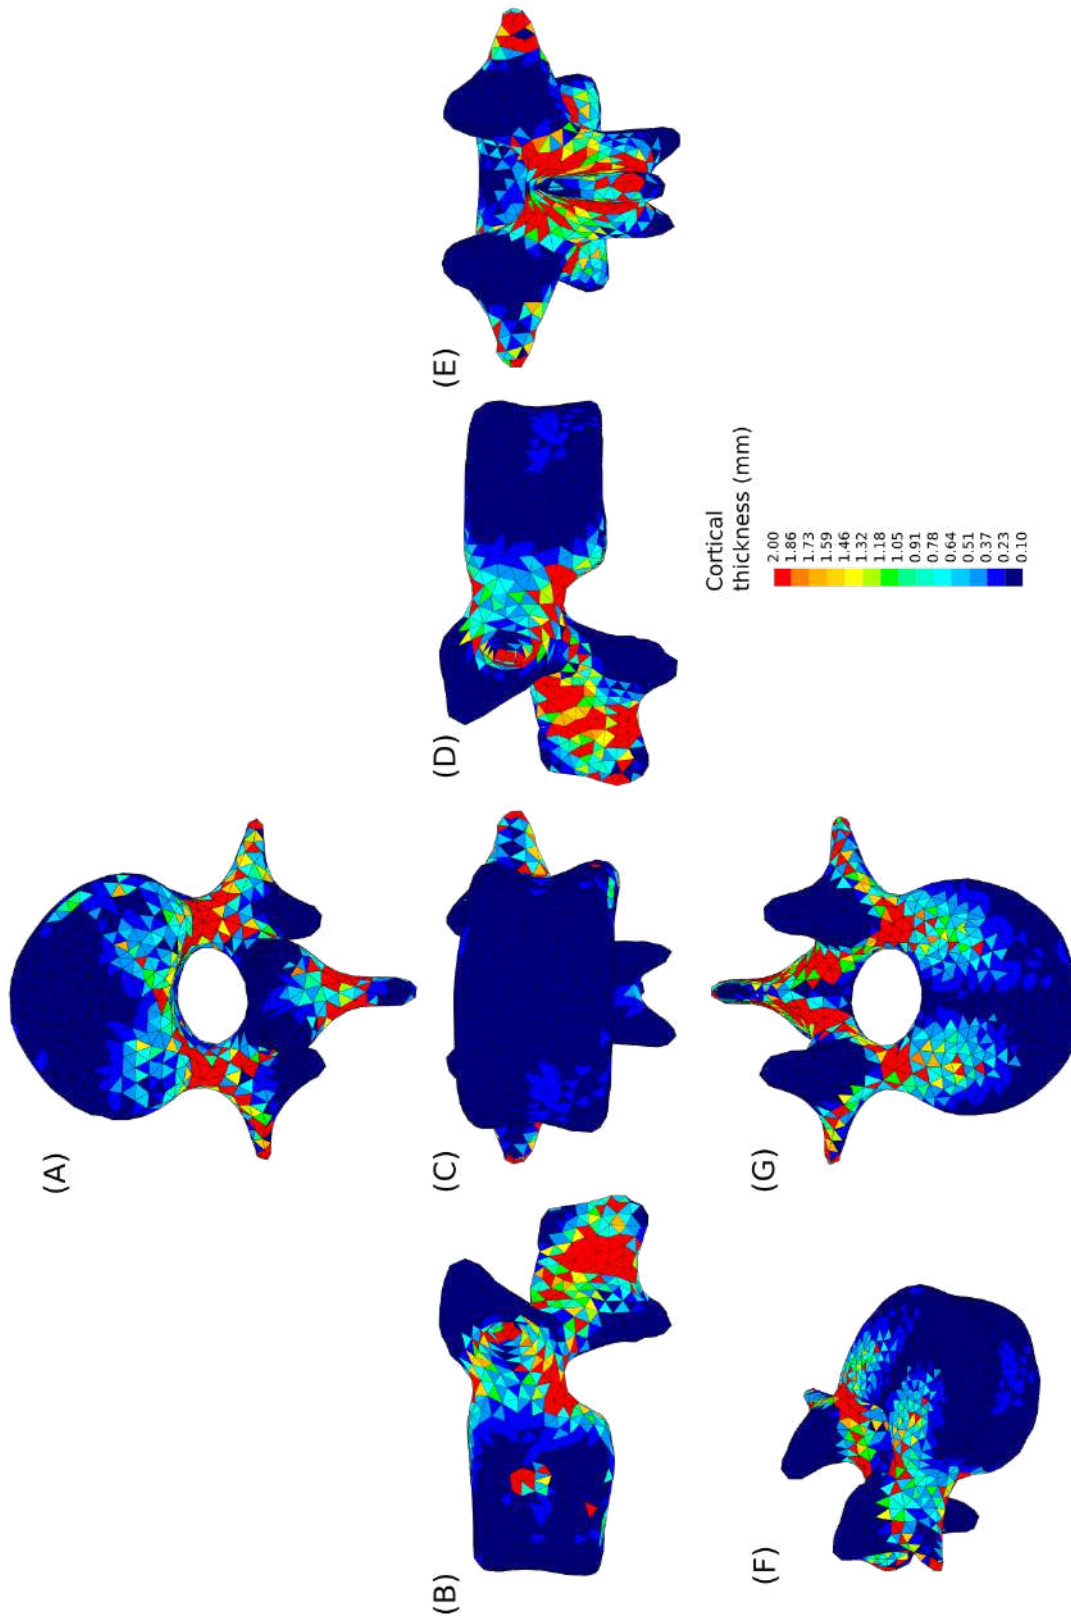 (A)
(B)
(C)
(D)
(E)
(F)
(G)
Cortical
thickness (mm)
2.00
1.86
1.73
1.59
1.46
1.32
1.18
1.05
0.91
0.78
0.64
0.51
0.37
0.23
0.10